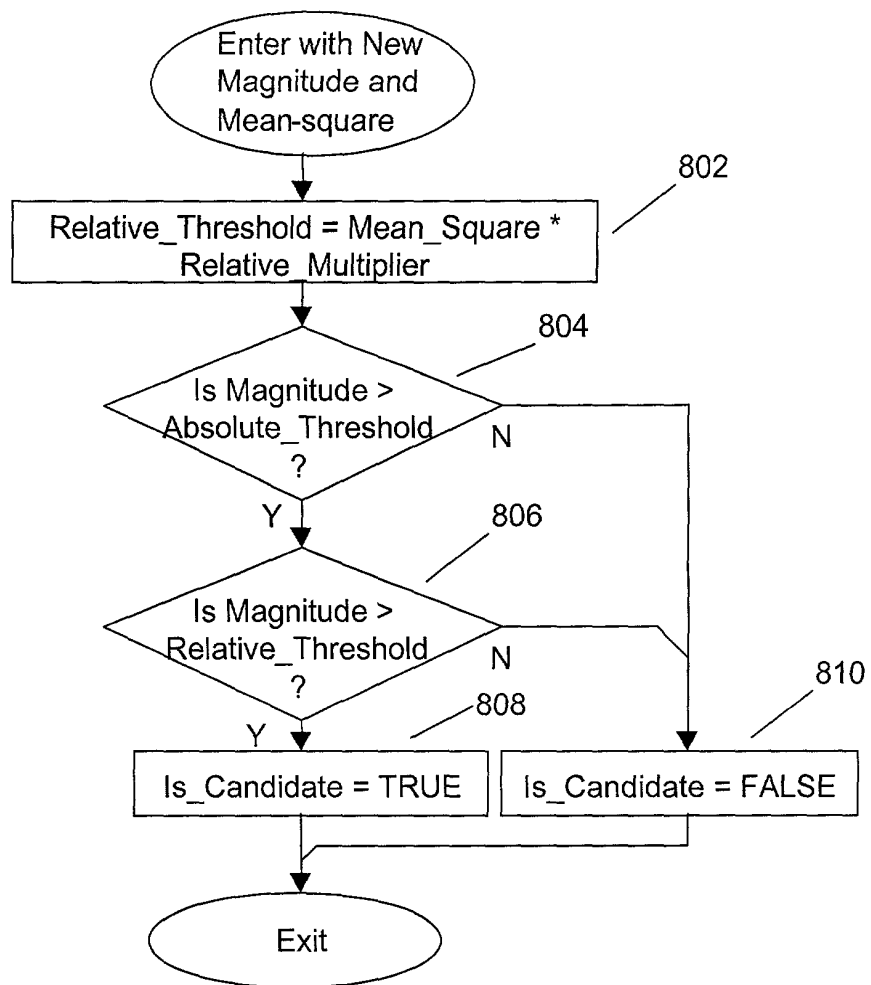 Enter with New
Magnitude and
Mean-square
802
Relative_Threshold = Mean_Square *
Relative_Multiplier
804
Is Magnitude >
Absolute_Threshold
?
N
Y
806
Is Magnitude >
Relative_Threshold
?
N
Y
808
810
Is_Candidate = TRUE
Is_Candidate = FALSE
Exit